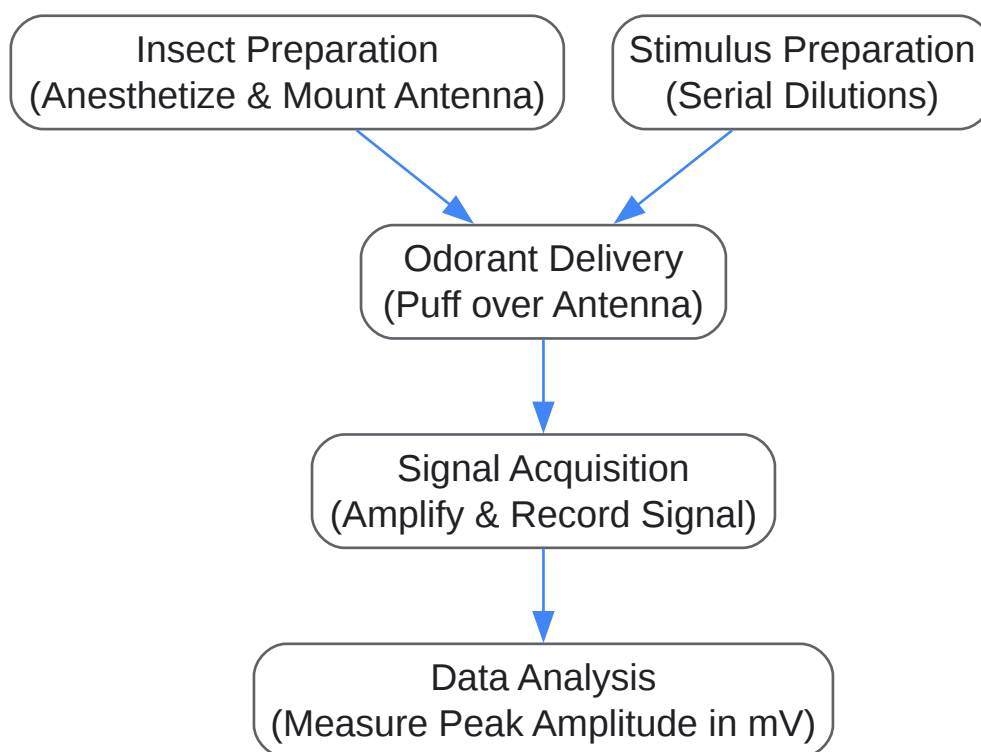 Insect Preparation
(Anesthetize & Mount Antenna)
Stimulus Preparation
(Serial Dilutions)
Odorant Delivery
(Puff over Antenna)
Signal Acquisition
(Amplify & Record Signal)
Data Analysis
(Measure Peak Amplitude in mV)